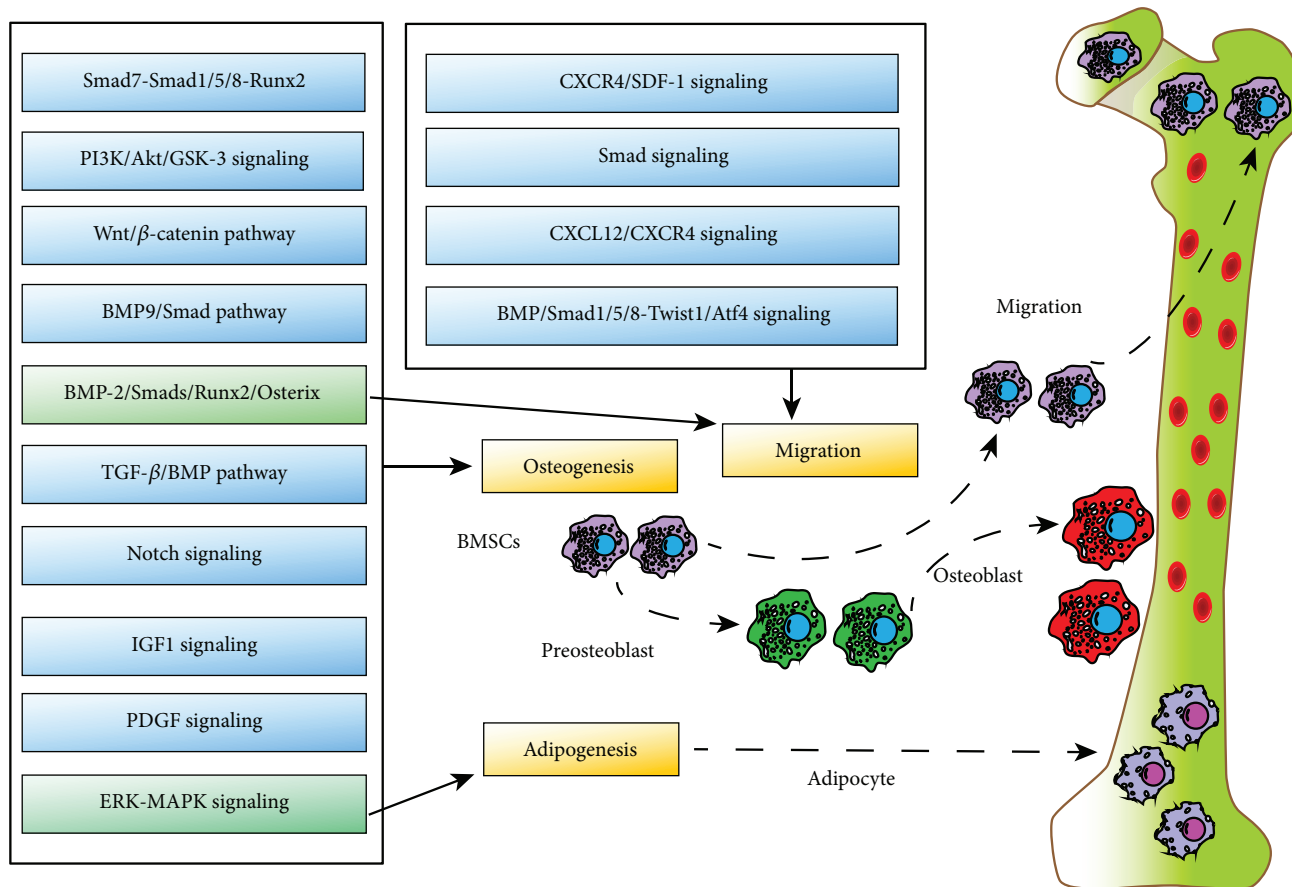 Smad7-Smad1/5/8-Runx2
PI3K/Akt/GSK-3 signaling
Wnt/β-catenin pathway
BMP9/Smad pathway
BMP-2/Smads/Runx2/Osterix
TGF-β/BMP pathway
Notch signaling
IGF1 signaling
PDGF signaling
ERK-MAPK signaling
CXCR4/SDF-1 signaling
Smad signaling
CXCL12/CXCR4 signaling
BMP/Smad1/5/8-Twist1/Atf4 signaling
Osteogenesis
Migration
Migration
BMSCs
Osteoblast
Preosteoblast
Adipogenesis
Adipocyte